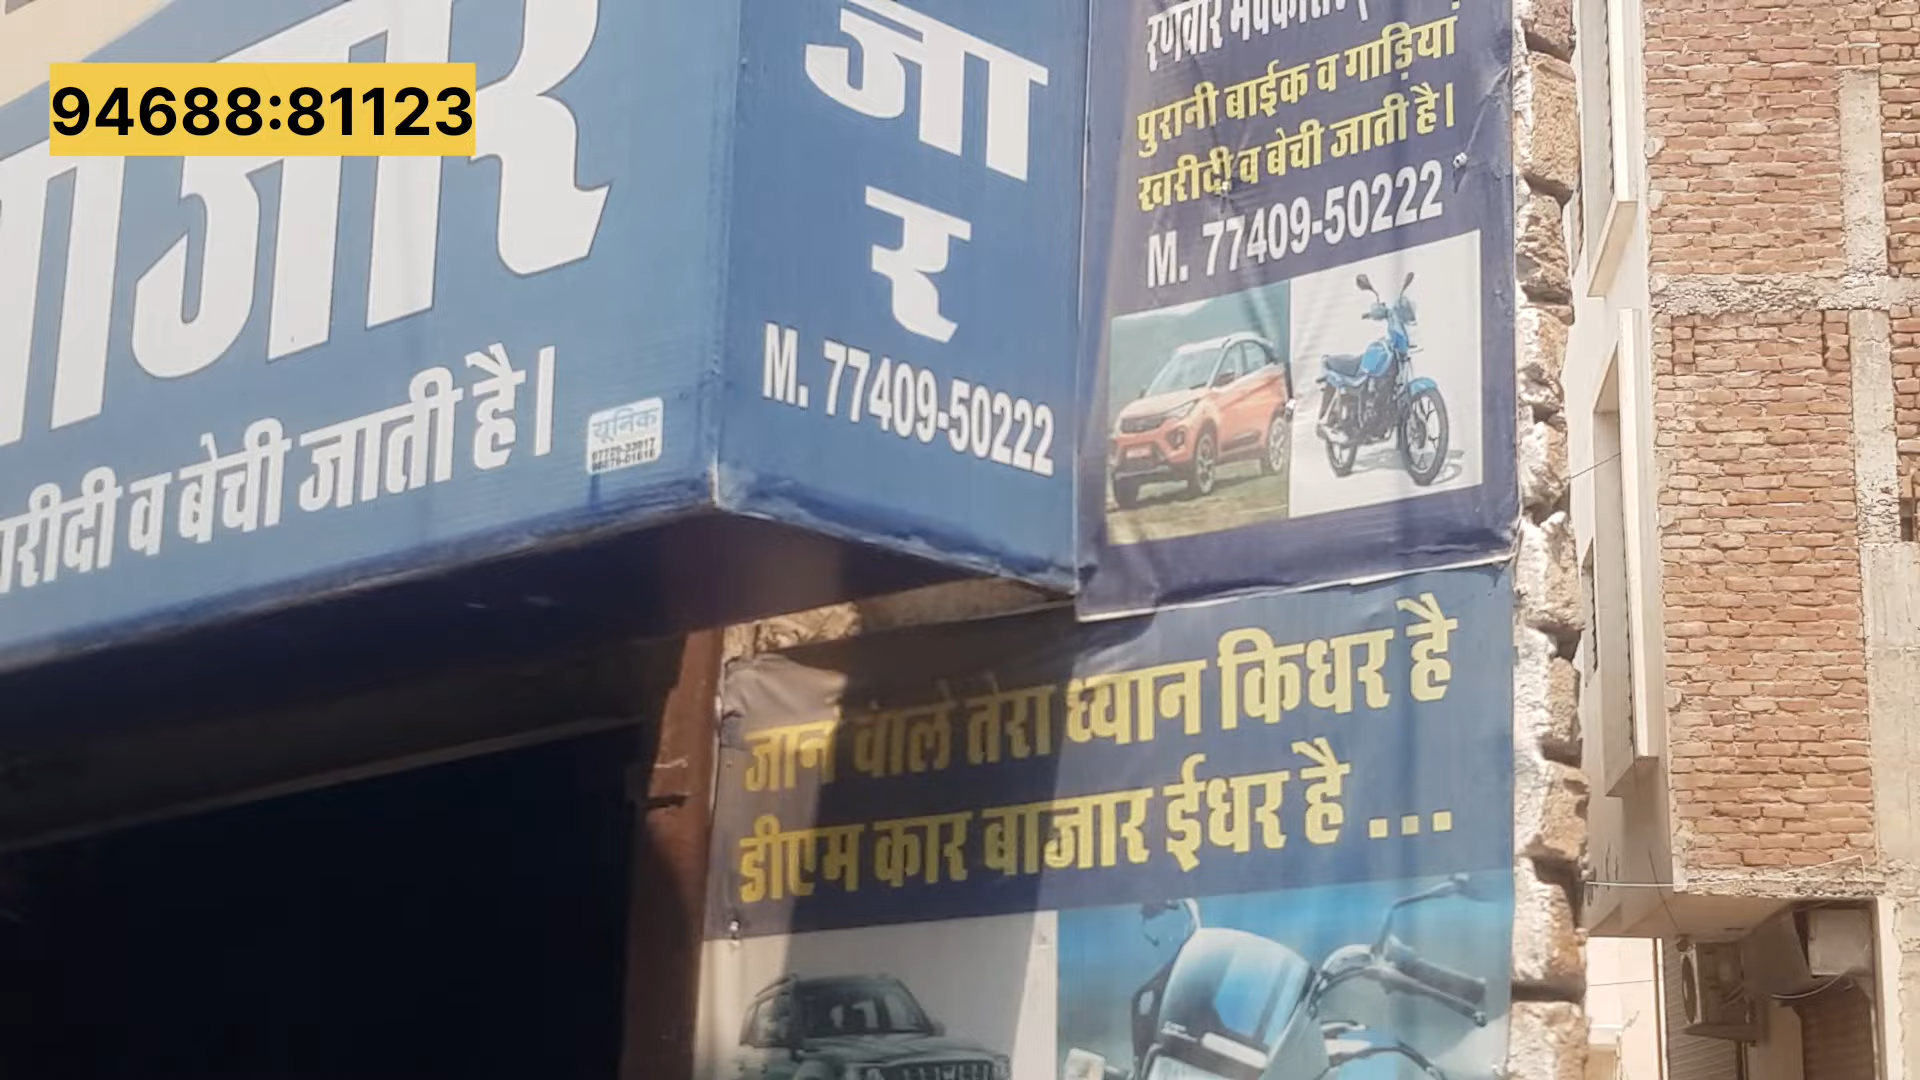 94688:81123
जार
M. 77409-50222
व बेची जाती है।
यूनिक
पुरानी बाईक व गाड़ियां
खरीदी व बेची जाती है।
M. 77409-50222
जाने वाले तेरा ध्यान किधर है
डीएम कार बाजार ईधर है ...